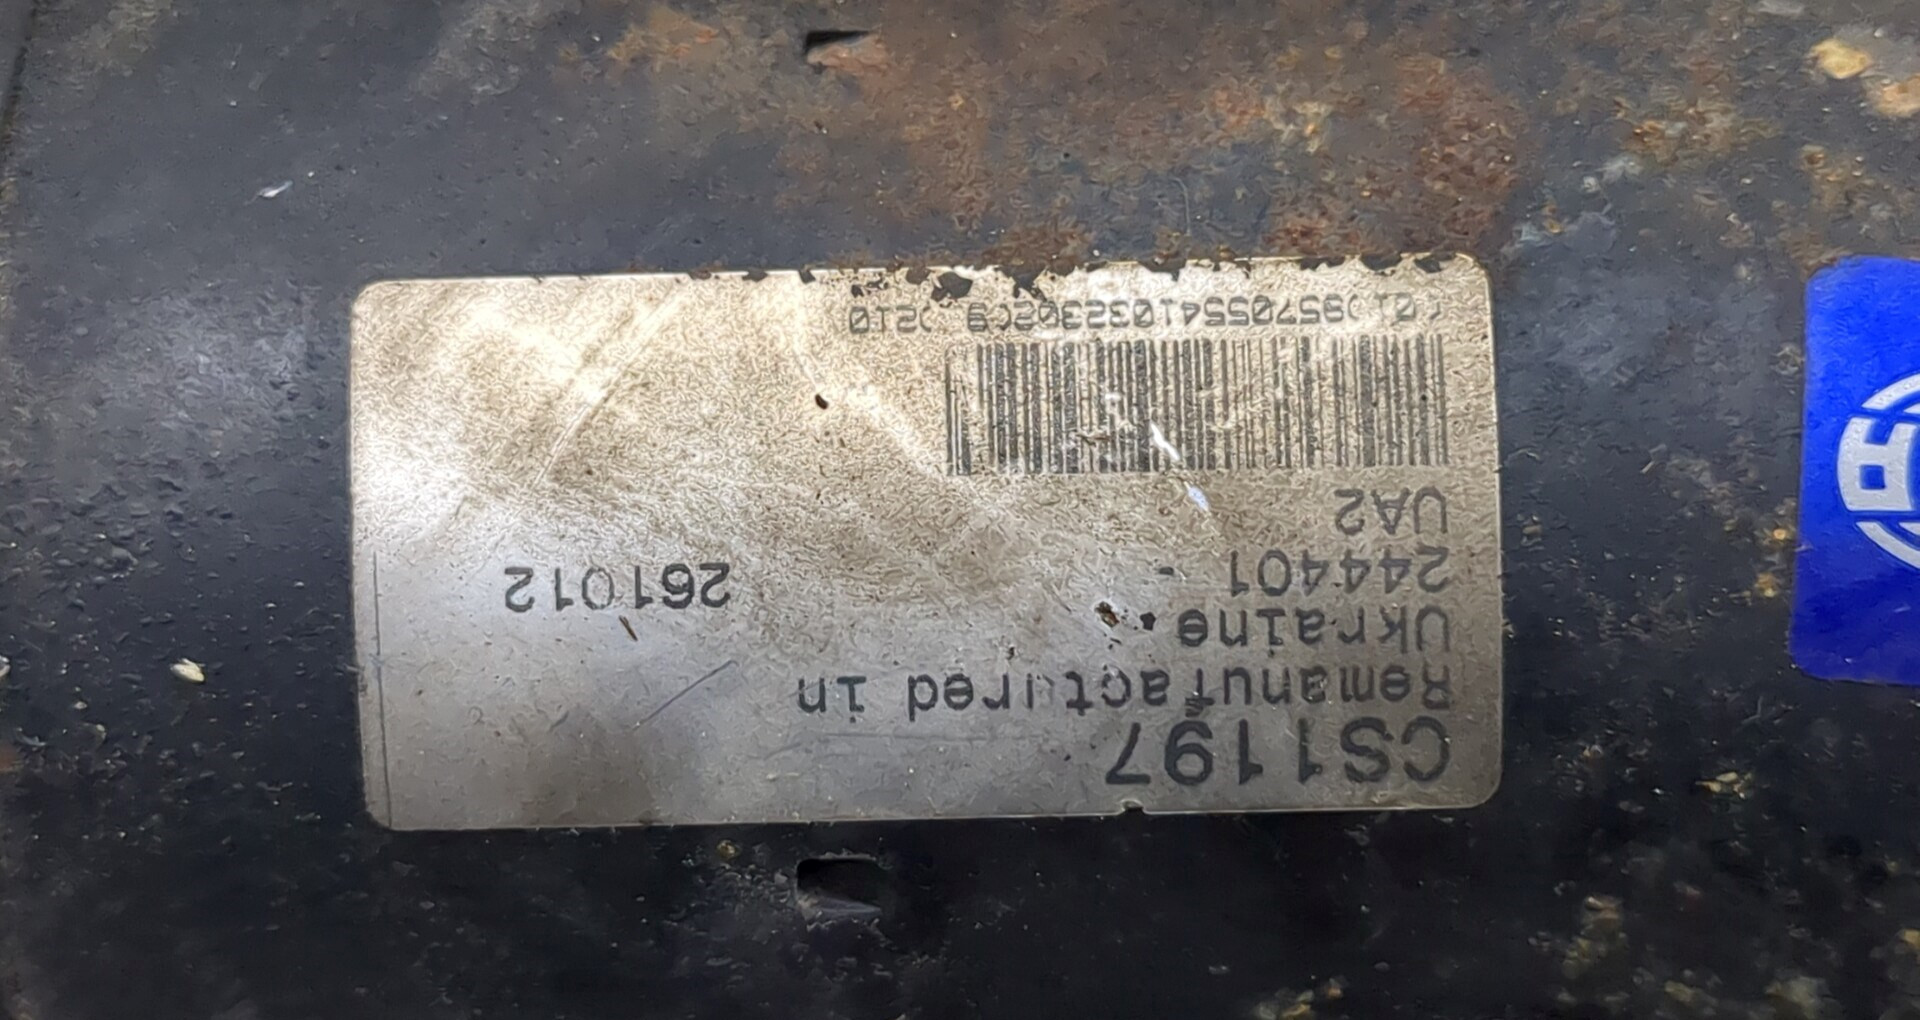 CS1197
Remanufactured in
Ukraine
244401 261012
UA2